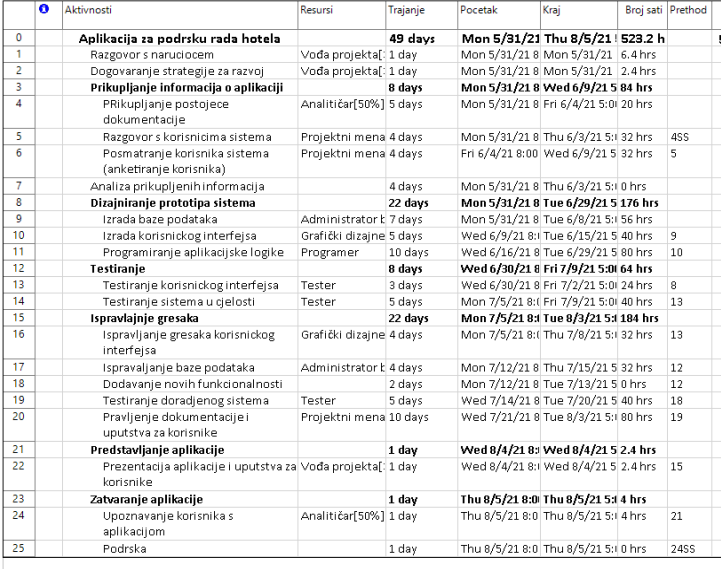 Aktivnosti Resursi Trajanje Pocetak Kraj Broj sati Prethod
0 Aplikacija za podrsku rada hotela 49 days Mon 5/31/21 Thu 8/5/21 523.2 h
1 Razgovor s naruciocem Vođa projekta[ 1 day Mon 5/31/21 8 Mon 5/31/21 6.4 hrs
2 Dogovaranje strategije za razvoj Vođa projekta[ 1 day Mon 5/31/21 8 Mon 5/31/21 2.4 hrs
3 Prikupljanje informacija o aplikaciji 8 days Mon 5/31/21 8 Wed 6/9/21 5 84 hrs
4 PRikupljanje postojece Analitičar[50%] 5 days Mon 5/31/21 8 Fri 6/4/21 5:00 20 hrs
dokumentacije
5 Razgovor s korisnicima sistema Projektni mena 4 days Mon 5/31/21 8 Thu 6/3/21 5: 32 hrs 4SS
6 Posmatranje korisnika sistema Projektni mena 4 days Fri 6/4/21 8:00 Wed 6/9/21 5 32 hrs 5
(anketiranje korisnika)
7 Analiza prikupljenih informacija 4 days Mon 5/31/21 8 Thu 6/3/21 5: 0 hrs
8 Dizajniranje prototipa sistema 22 days Mon 5/31/21 8 Tue 6/29/21 5 176 hrs
9 Izrada baze podataka Administrator b 7 days Mon 5/31/21 8 Tue 6/8/21 5:0 56 hrs
10 Izrada korisnickog interfejsa Grafički dizajne 5 days Wed 6/9/21 8: Tue 6/15/21 5 40 hrs 9
11 Programiranje aplikacijske logike Programer 10 days Wed 6/16/21 8 Tue 6/29/21 5 80 hrs 10
12 Testiranje 8 days Wed 6/30/21 8 Fri 7/9/21 5:00 64 hrs
13 Testiranje korisnickog interfejsa Tester 3 days Wed 6/30/21 8 Fri 7/2/21 5:00 24 hrs 8
14 Testiranje sistema u cjelosti Tester 5 days Mon 7/5/21 8: Fri 7/9/21 5:00 40 hrs 13
15 Ispravlajnje gresaka 22 days Mon 7/5/21 8: Tue 8/3/21 5: 184 hrs
16 Ispravljanje gresaka korisnickog Grafički dizajne 4 days Mon 7/5/21 8: Thu 7/8/21 5: 32 hrs 13
interfejsa
17 Ispravaljanje baze podataka Administrator b 4 days Mon 7/12/21 8 Thu 7/15/21 5 32 hrs 12
18 Dodavanje novih funkcionalnosti 2 days Mon 7/12/21 8 Tue 7/13/21 5 0 hrs 12
19 Testiranje doradjenog sistema Tester 5 days Wed 7/14/21 8 Tue 7/20/21 5 40 hrs 18
20 Pravljenje dokumentacije i Projektni mena 10 days Wed 7/21/21 8 Tue 8/3/21 5: 80 hrs 19
uputstva za korisnike
21 Predstavljanje aplikacije 1 day Wed 8/4/21 8: Wed 8/4/21 5 2.4 hrs
22 Prezentacija aplikacije i uputstva za Vođa projekta[ 1 day Wed 8/4/21 8: Wed 8/4/21 5 2.4 hrs 15
korisnike
23 Zatvaranje aplikacije 1 day Thu 8/5/21 8:0 Thu 8/5/21 5: 4 hrs
24 Upoznavanje korisnika s Analitičar[50%] 1 day Thu 8/5/21 8:0 Thu 8/5/21 5: 4 hrs 21
aplikacijom
25 Podrska 1 day Thu 8/5/21 8:0 Thu 8/5/21 5: 0 hrs 24SS